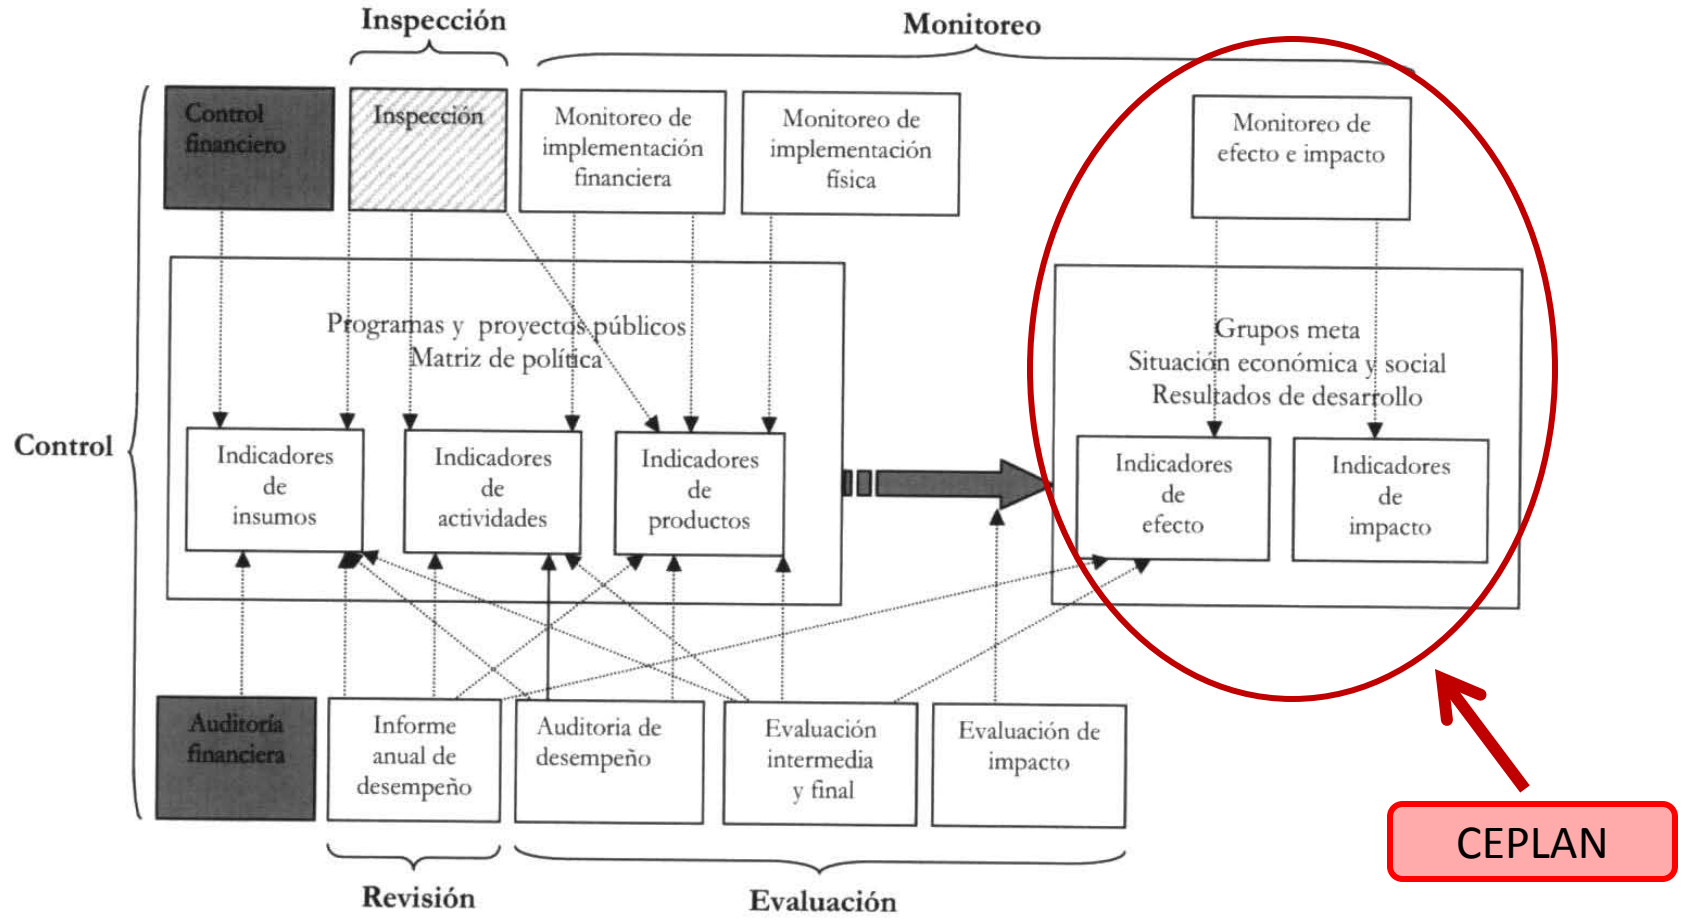 Inspección
Monitoreo
Control
financiero
Inspección
Monitoreo de
implementación
financiera
Monitoreo de
implementación
física
Monitoreo de
efecto e impacto
Programas y proyectos públicos
Matriz de política
Grupos meta
Situación económica y social
Resultados de desarrollo
Control
Indicadores
de
insumos
Indicadores
de
actividades
Indicadores
de
productos
Indicadores
de
efecto
Indicadores
de
impacto
Auditoría
financiera
Informe
anual de
desempeño
Auditoria de
desempeño
Evaluación
intermedia
y final
Evaluación de
impacto
CEPLAN
Revisión
Evaluación